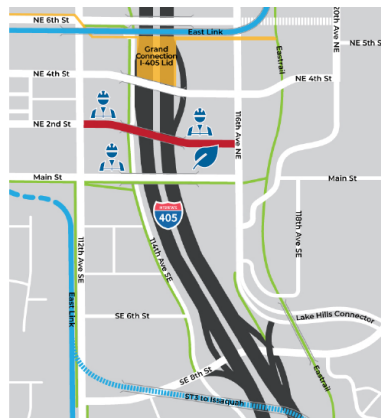 NE 6th St
East Link
120th Ave NE
Grand
Connection
I-405 Lid
Eastrail
NE 5th S
NE 4th St
NE 4th St
NE 2nd St
116th Ave NE
Main St
Main St
INTERSTATE
405
112th Ave SE
114th Ave SE
118th Ave SE
East Link
SE 6th St
Lake Hills Connector
SE 8th St
Eastrail
ST3 to Issaquah